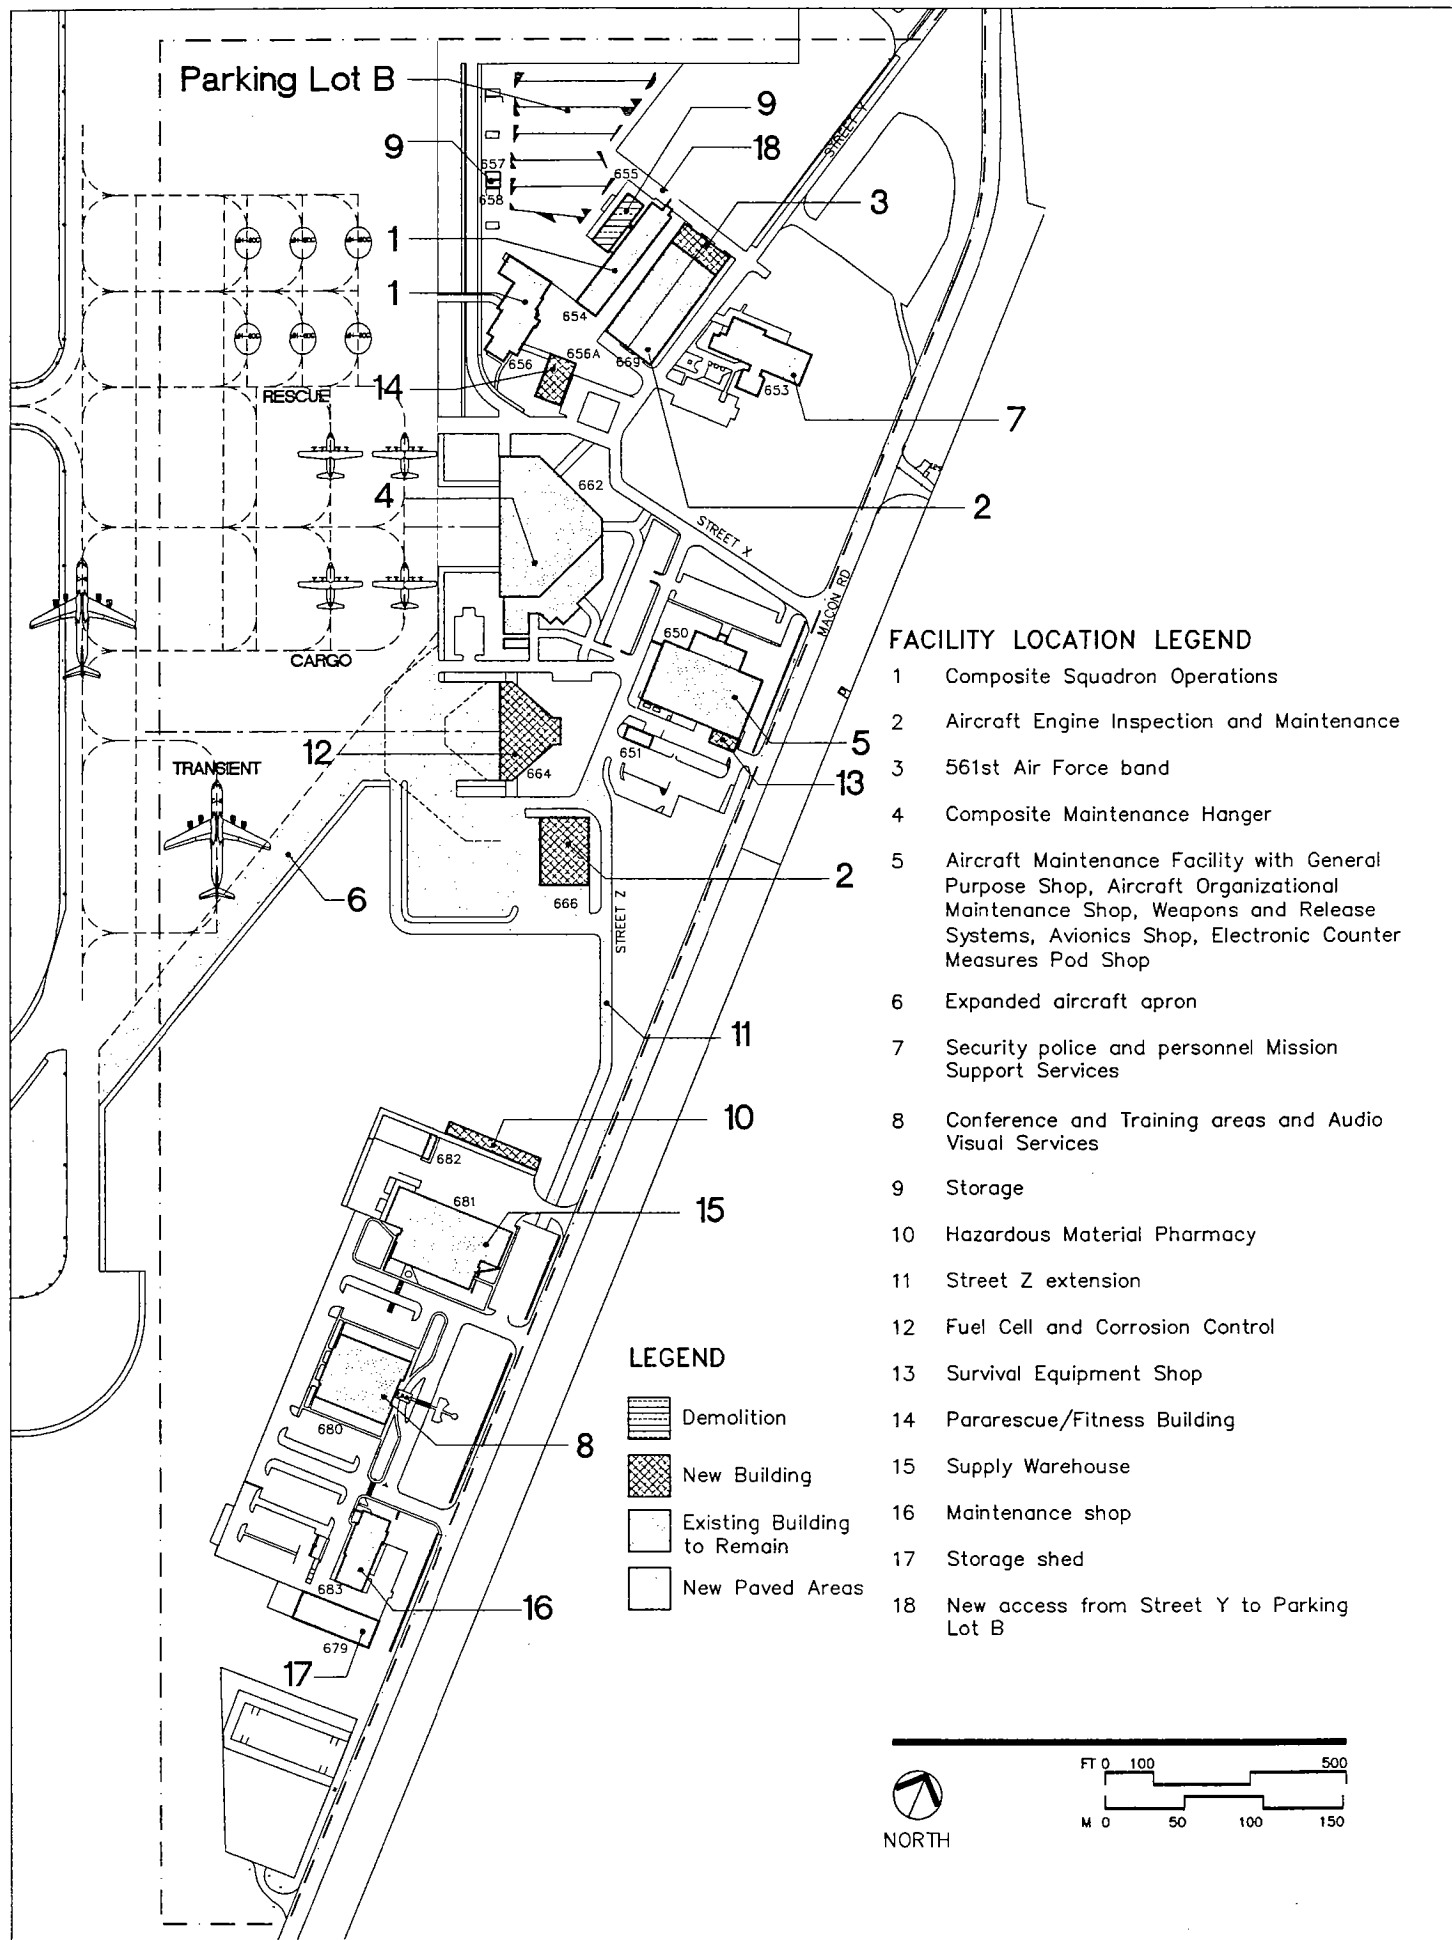 Parking Lot B
9
18
9
657
658
655
3
1
1
654
656
656A
669
653
14
7
RESCUE
STREET Y
4
662
2
STREET X
MACON RD
CARGO
650
TRANSIENT
12
664
651
5
13
6
2
666
STREET Z
11
10
682
681
15
680
8
683
16
679
17
FACILITY LOCATION LEGEND
1 Composite Squadron Operations
2 Aircraft Engine Inspection and Maintenance
3 561st Air Force band
4 Composite Maintenance Hanger
5 Aircraft Maintenance Facility with General
Purpose Shop, Aircraft Organizational
Maintenance Shop, Weapons and Release
Systems, Avionics Shop, Electronic Counter
Measures Pod Shop
6 Expanded aircraft apron
7 Security police and personnel Mission
Support Services
8 Conference and Training areas and Audio
Visual Services
9 Storage
10 Hazardous Material Pharmacy
11 Street Z extension
12 Fuel Cell and Corrosion Control
13 Survival Equipment Shop
14 Pararescue/Fitness Building
15 Supply Warehouse
16 Maintenance shop
17 Storage shed
18 New access from Street Y to Parking
Lot B
LEGEND
Demolition
New Building
Existing Building
to Remain
New Paved Areas
NORTH
FT 0 100 500
M 0 50 100 150